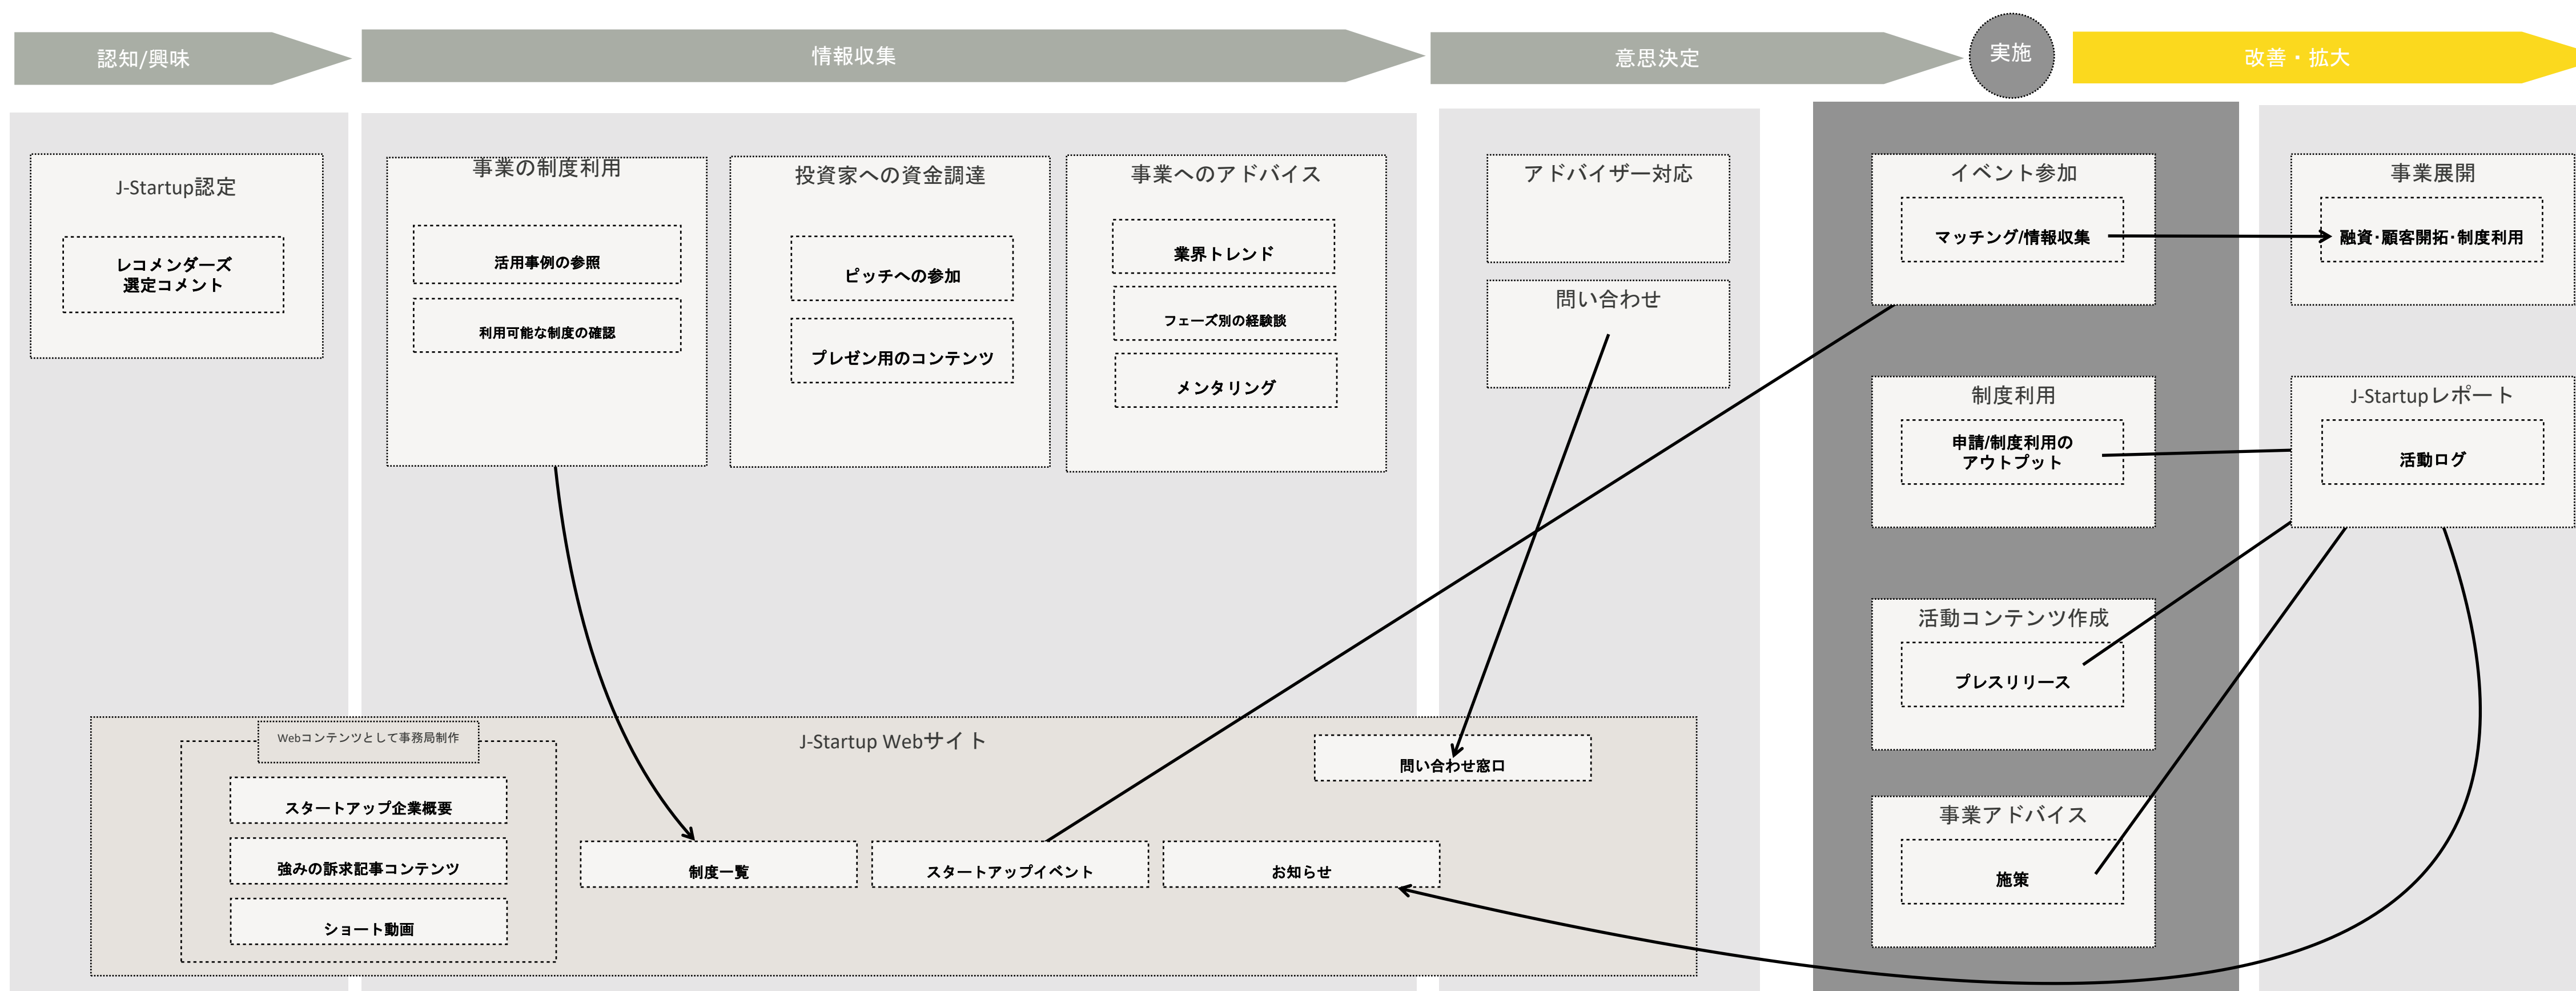 認知/興味
情報収集
意思決定
実施
改善・拡大
J-Startup認定
レコメンダーズ
選定コメント
事業の制度利用
活用事例の参照
利用可能な制度の確認
投資家への資金調達
ピッチへの参加
プレゼン用のコンテンツ
事業へのアドバイス
業界トレンド
フェーズ別の経験談
メンタリング
アドバイザー対応
問い合わせ
イベント参加
マッチング/情報収集
制度利用
申請/制度利用の
アウトプット
活動コンテンツ作成
プレスリリース
事業アドバイス
施策
事業展開
融資・顧客開拓・制度利用
J-Startupレポート
活動ログ
J-Startup Webサイト
Webコンテンツとして事務局制作
スタートアップ企業概要
強みの訴求記事コンテンツ
ショート動画
制度一覧
スタートアップイベント
お知らせ
問い合わせ窓口